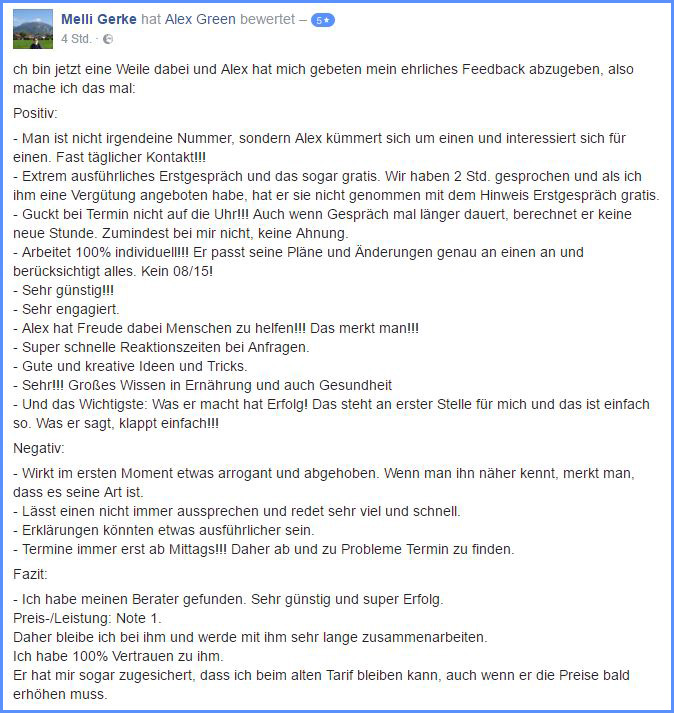 Melli Gerke hat Alex Green bewertet – 5★
4 Std. ·
ch bin jetzt eine Weile dabei und Alex hat mich gebeten mein ehrliches Feedback abzugeben, also
mache ich das mal:
Positiv:
- Man ist nicht irgendeine Nummer, sondern Alex kümmert sich um einen und interessiert sich für
einen. Fast täglicher Kontakt!!!
- Extrem ausführliches Erstgespräch und das sogar gratis. Wir haben 2 Std. gesprochen und als ich
ihm eine Vergütung angeboten habe, hat er sie nicht genommen mit dem Hinweis Erstgespräch gratis.
- Guckt bei Termin nicht auf die Uhr!!! Auch wenn Gespräch mal länger dauert, berechnet er keine
neue Stunde. Zumindest bei mir nicht, keine Ahnung.
- Arbeitet 100% individuell!!! Er passt seine Pläne und Änderungen genau an einen an und
berücksichtigt alles. Kein 08/15!
- Sehr günstig!!!
- Sehr engagiert.
- Alex hat Freude dabei Menschen zu helfen!!! Das merkt man!!!
- Super schnelle Reaktionszeiten bei Anfragen.
- Gute und kreative Ideen und Tricks.
- Sehr!!! Großes Wissen in Ernährung und auch Gesundheit
- Und das Wichtigste: Was er macht hat Erfolg! Das steht an erster Stelle für mich und das ist einfach
so. Was er sagt, klappt einfach!!!
Negativ:
- Wirkt im ersten Moment etwas arrogant und abgehoben. Wenn man ihn näher kennt, merkt man,
dass es seine Art ist.
- Lässt einen nicht immer aussprechen und redet sehr viel und schnell.
- Erklärungen könnten etwas ausführlicher sein.
- Termine immer erst ab Mittags!!! Daher ab und zu Probleme Termin zu finden.
Fazit:
- Ich habe meinen Berater gefunden. Sehr günstig und super Erfolg.
Preis-/Leistung: Note 1.
Daher bleibe ich bei ihm und werde mit ihm sehr lange zusammenarbeiten.
Ich habe 100% Vertrauen zu ihm.
Er hat mir sogar zugesichert, dass ich beim alten Tarif bleiben kann, auch wenn er die Preise bald
erhöhen muss.